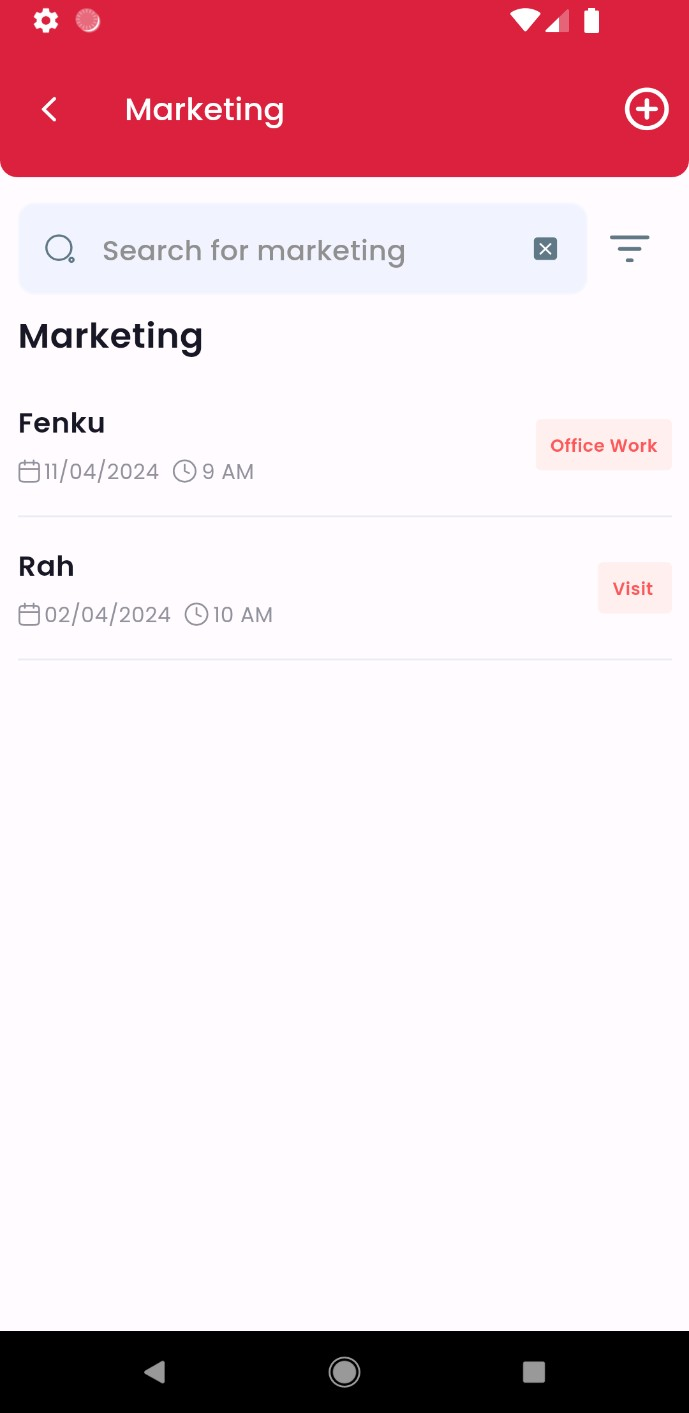 Marketing
Search for marketing
Marketing
Fenku
Office Work
11/04/2024 9 AM
Rah
Visit
02/04/2024 10 AM